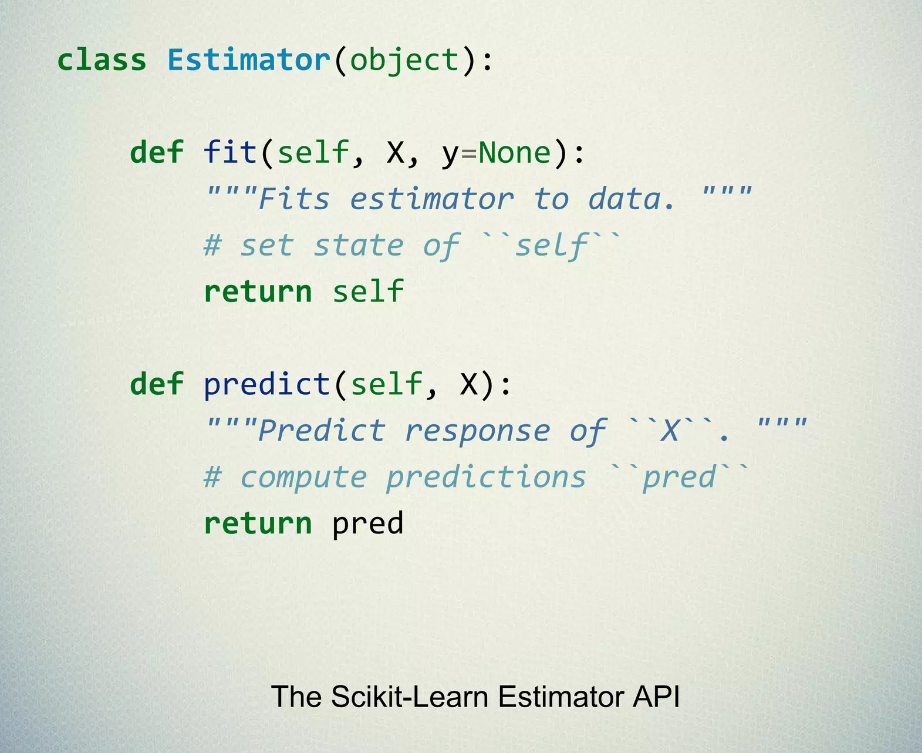 class Estimator(object):
def fit(self, X, y=None):
"""Fits estimator to data. """
# set state of ``self``
return self
def predict(self, X):
"""Predict response of ``X``. """
# compute predictions ``pred``
return pred
The Scikit-Learn Estimator API